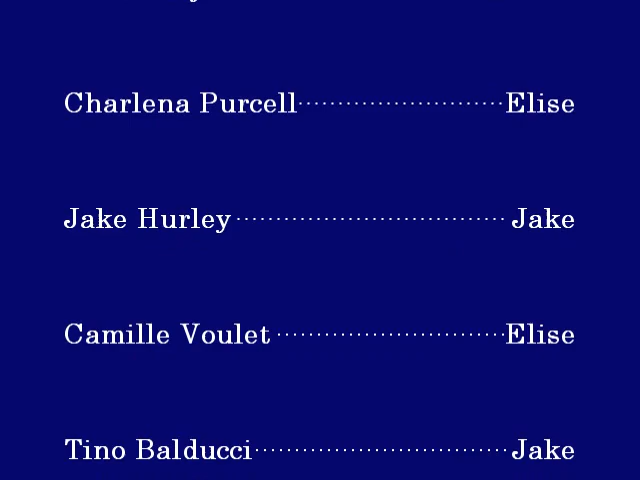 Charlena Purcell..........................Elise
Jake Hurley..................................Jake
Camille Voulet.............................Elise
Tino Balducci................................Jake